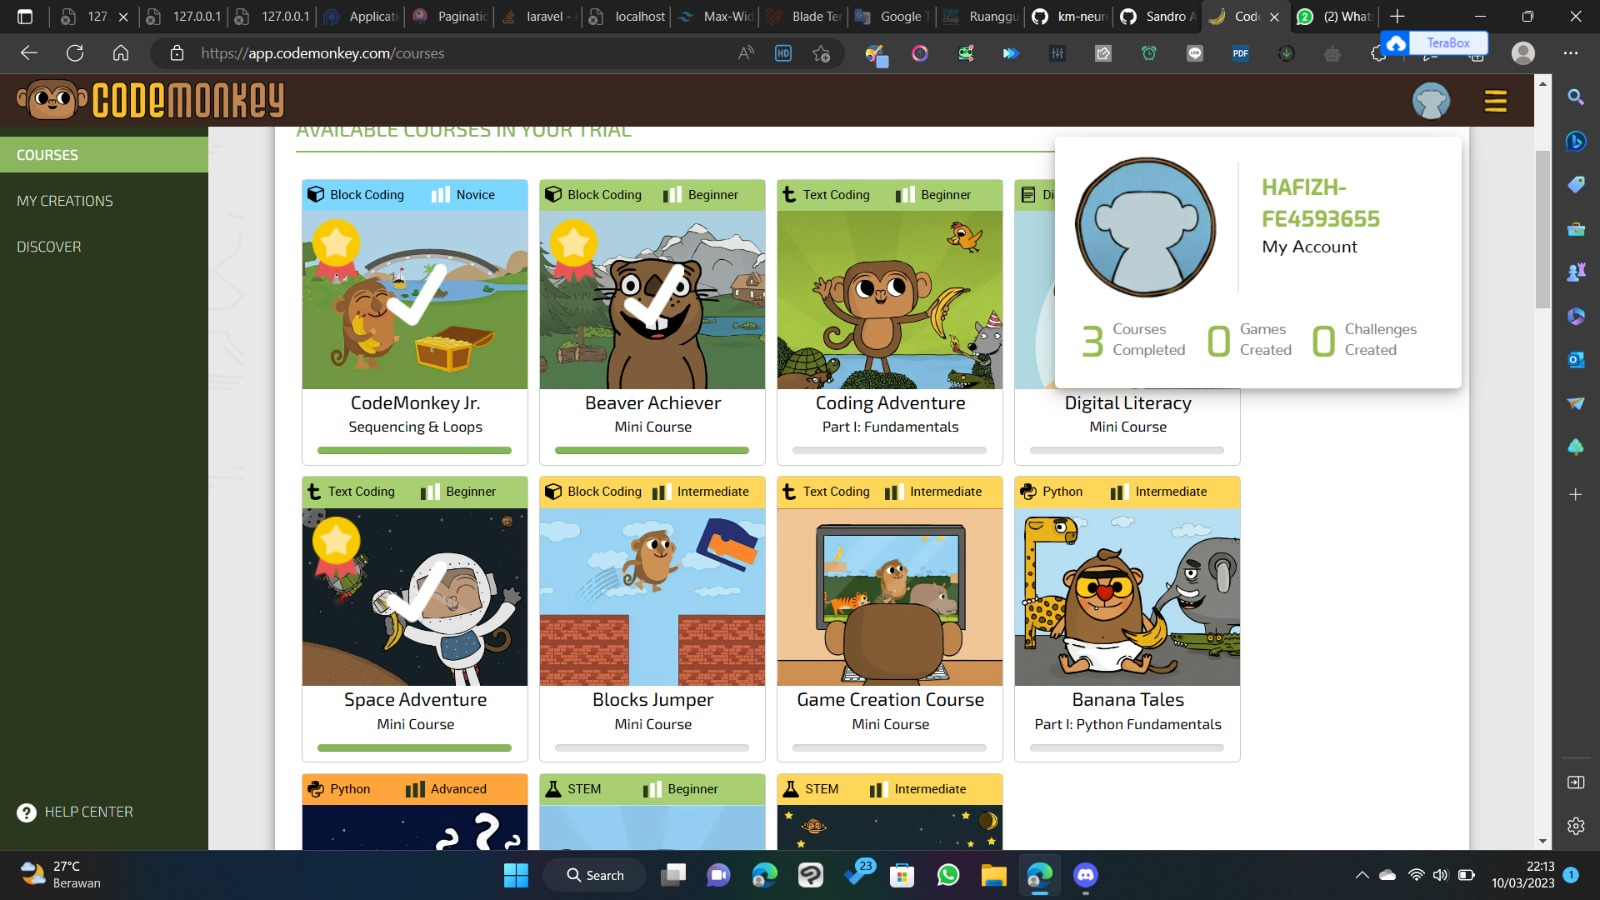 127.
127.0.0.1
127.0.0.1
Applicati
Paginatic
laravel -
localhost
Max-Wid
Blade Ter
Google T
Ruanggu
km-neur
Sandro A
Code
(2) What
TeraBox
https://app.codemonkey.com/courses
HD
PDF
CODEMONKEY
COURSES
MY CREATIONS
DISCOVER
HELP CENTER
AVAILABLE COURSES IN YOUR TRIAL
HAFIZH-
FE4593655
My Account
3 Courses Completed
0 Games Created
0 Challenges Created
Block Coding Novice
CodeMonkey Jr.
Sequencing & Loops
Block Coding Beginner
Beaver Achiever
Mini Course
Text Coding Beginner
Coding Adventure
Part I: Fundamentals
Di
Digital Literacy
Mini Course
Text Coding Beginner
Space Adventure
Mini Course
Block Coding Intermediate
Blocks Jumper
Mini Course
Text Coding Intermediate
Game Creation Course
Mini Course
Python Intermediate
Banana Tales
Part I: Python Fundamentals
Python Advanced
STEM Beginner
STEM Intermediate
27°C
Berawan
Search
23
22:13
10/03/2023
1